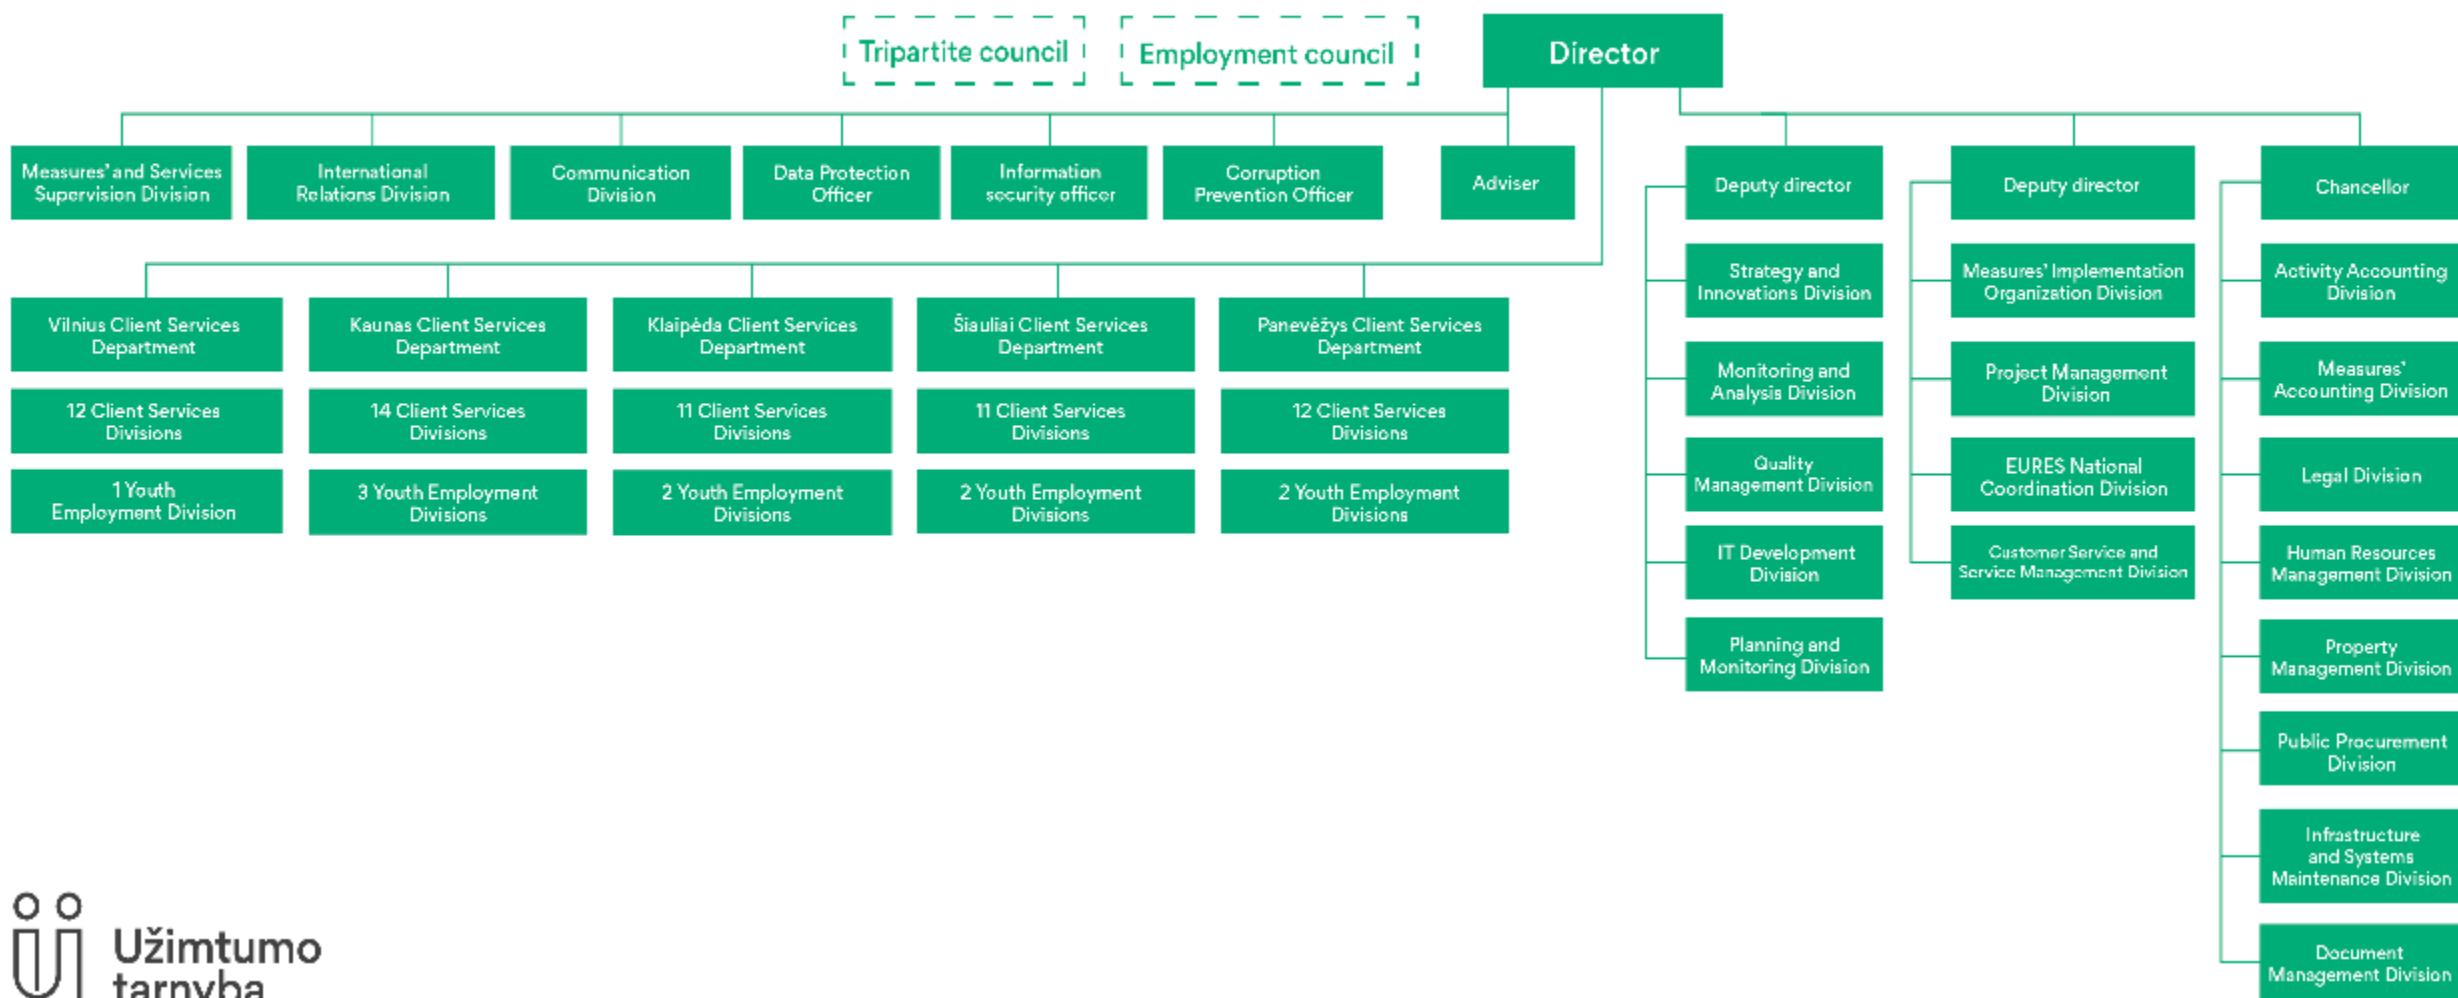 Tripartite council
Employment council
Director
Measures' and Services
Supervision Division
International
Relations Division
Communication
Division
Data Protection
Officer
Information
security officer
Corruption
Prevention Officer
Adviser
Deputy director
Deputy director
Chancellor
Vilnius Client Services
Department
12 Client Services
Divisions
1 Youth
Employment Division
Kaunas Client Services
Department
14 Client Services
Divisions
3 Youth Employment
Divisions
Klaipėda Client Services
Department
11 Client Services
Divisions
2 Youth Employment
Divisions
Šiauliai Client Services
Department
11 Client Services
Divisions
2 Youth Employment
Divisions
Panevėžys Client Services
Department
12 Client Services
Divisions
2 Youth Employment
Divisions
Strategy and
Innovations Division
Monitoring and
Analysis Division
Quality
Management Division
IT Development
Division
Planning and
Monitoring Division
Measures' Implementation
Organization Division
Project Management
Division
EURES National
Coordination Division
Customer Service and
Service Management Division
Activity Accounting
Division
Measures'
Accounting Division
Legal Division
Human Resources
Management Division
Property
Management Division
Public Procurement
Division
Infrastructure
and Systems
Maintenance Division
Document
Management Division
Užimtumo
tarnyba